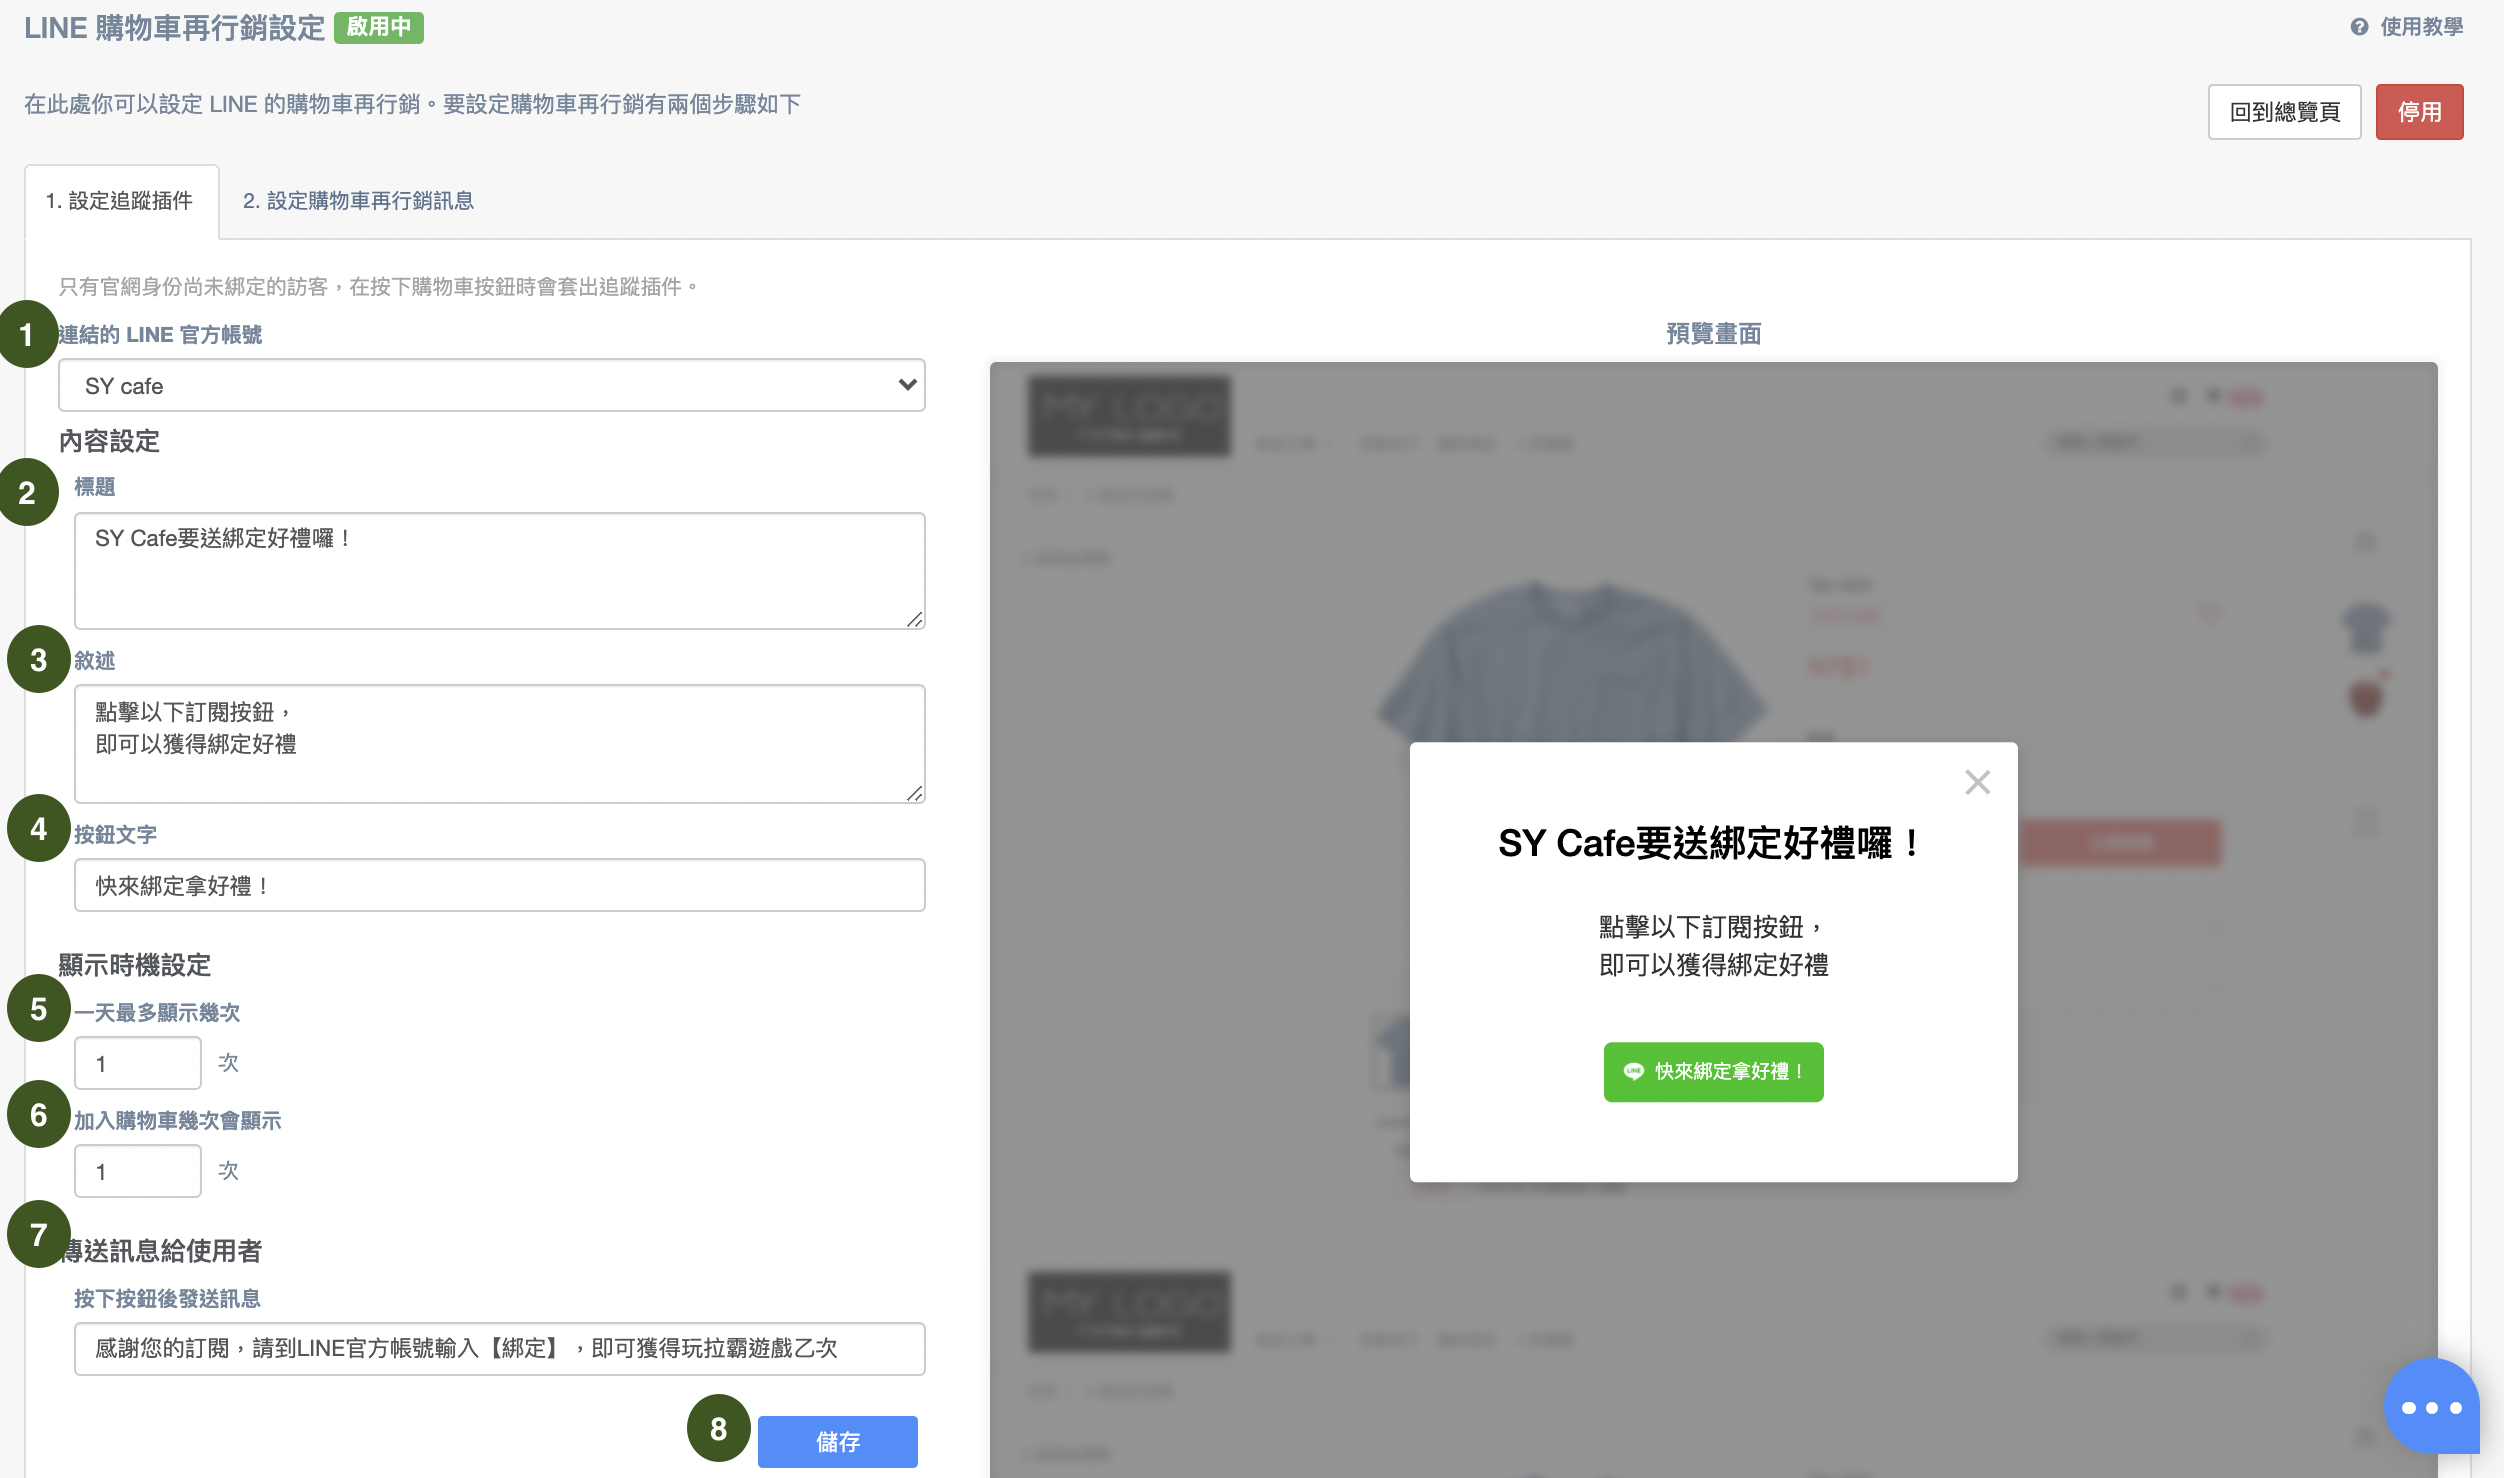 LINE 購物車再行銷設定 啟用中
使用教學
在此處你可以設定 LINE 的購物車再行銷。要設定購物車再行銷有兩個步驟如下
回到總覽頁 停用
1. 設定追蹤插件 2. 設定購物車再行銷訊息
只有官網身份尚未綁定的訪客，在按下購物車按鈕時會套出追蹤插件。
1 連結的 LINE 官方帳號
SY cafe
內容設定
2 標題
SY Cafe要送綁定好禮囉！
3 敘述
點擊以下訂閱按鈕，
即可以獲得綁定好禮
4 按鈕文字
快來綁定拿好禮！
顯示時機設定
5 一天最多顯示幾次
1 次
6 加入購物車幾次會顯示
1 次
7 傳送訊息給使用者
按下按鈕後發送訊息
感謝您的訂閱，請到LINE官方帳號輸入【綁定】，即可獲得玩拉霸遊戲乙次
8 儲存
預覽畫面
MY LOGO
SY Cafe要送綁定好禮囉！
點擊以下訂閱按鈕，
即可以獲得綁定好禮
LINE 快來綁定拿好禮！
MY LOGO